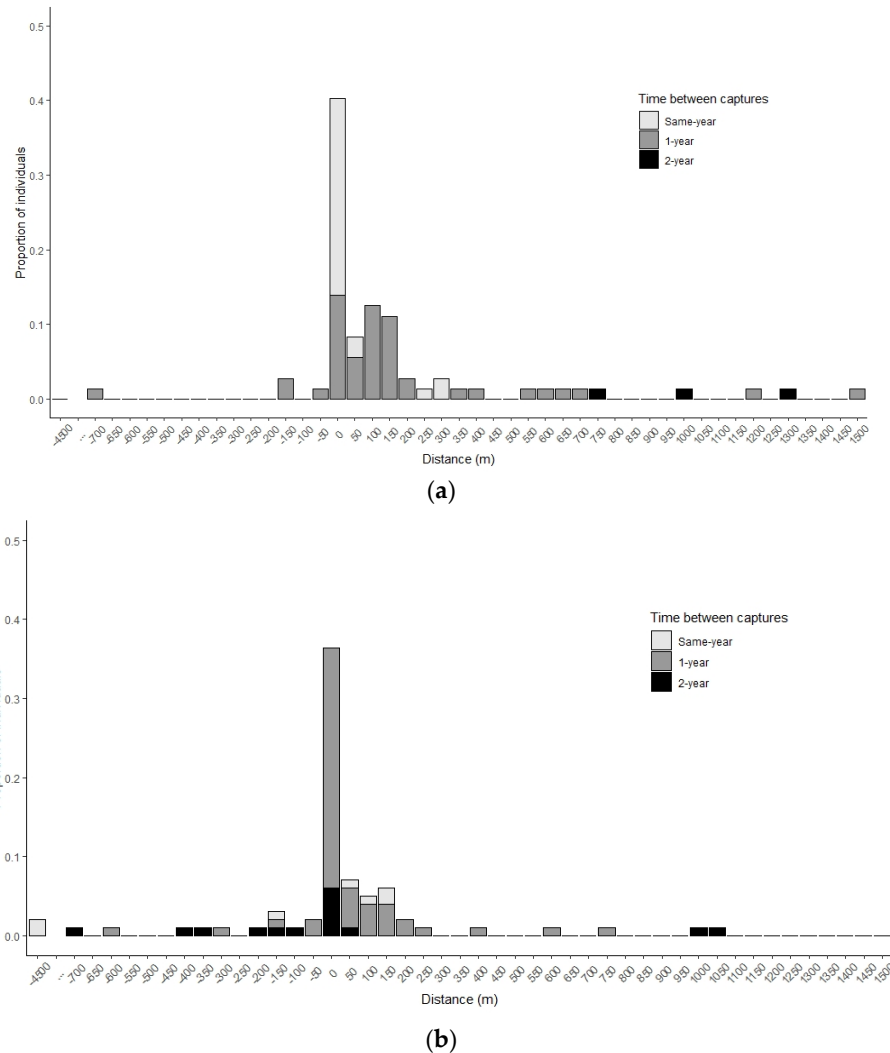 0.5
0.4
0.3
0.2
0.1
0.0
Proportion of individuals
Time between captures
Same-year
1-year
2-year
-4500 ... -700 -650 -600 -550 -500 -450 -400 -350 -300 -250 -200 -150 -100 -50 0 50 100 150 200 250 300 350 400 450 500 550 600 650 700 750 800 850 900 950 1000 1050 1100 1150 1200 1250 1300 1350 1400 1450 1500
Distance (m)
(a)
0.5
0.4
0.3
0.2
0.1
0.0
Time between captures
Same-year
1-year
2-year
-4500 ... -700 -650 -600 -550 -500 -450 -400 -350 -300 -250 -200 -150 -100 -50 0 50 100 150 200 250 300 350 400 450 500 550 600 650 700 750 800 850 900 950 1000 1050 1100 1150 1200 1250 1300 1350 1400 1450 1500
Distance (m)
(b)